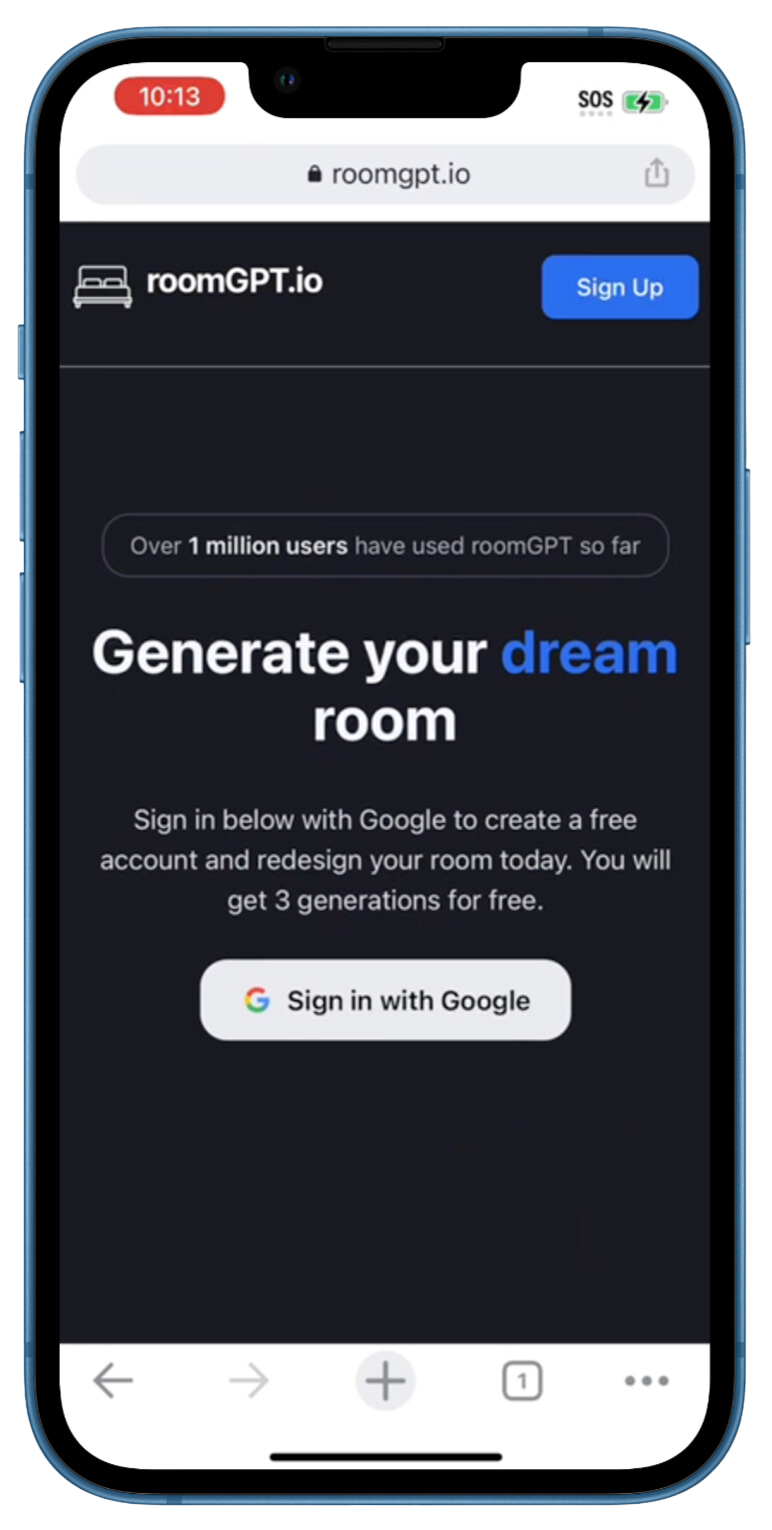 10:13
SOS
roomgpt.io
roomGPT.io
Sign Up
Over 1 million users have used roomGPT so far
Generate your dream
room
Sign in below with Google to create a free
account and redesign your room today. You will
get 3 generations for free.
Sign in with Google
1